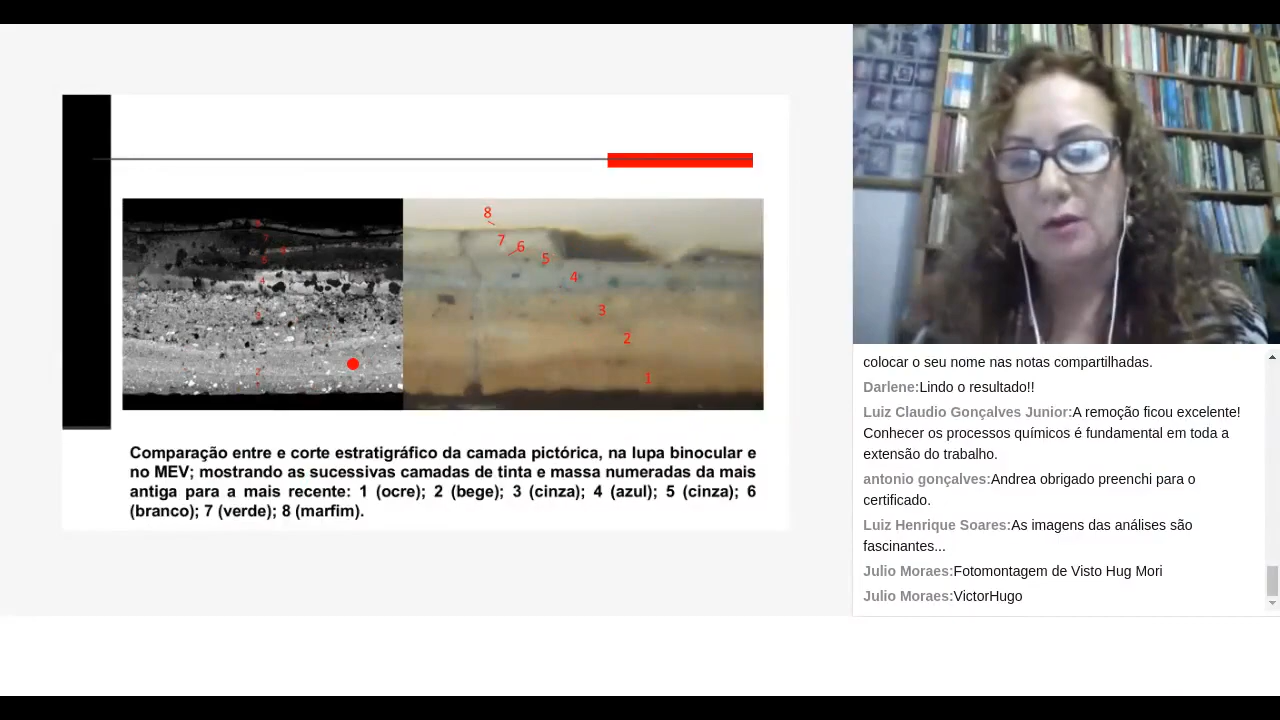 8
7
6
5
4
3
2
1
Comparação entre e corte estratigráfico da camada pictórica, na lupa binocular e
no MEV; mostrando as sucessivas camadas de tinta e massa numeradas da mais
antiga para a mais recente: 1 (ocre); 2 (bege); 3 (cinza); 4 (azul); 5 (cinza); 6
(branco); 7 (verde); 8 (marfim).
colocar o seu nome nas notas compartilhadas.
Darlene:Lindo o resultado!!
Luiz Claudio Gonçalves Junior:A remoção ficou excelente!
Conhecer os processos químicos é fundamental em toda a
extensão do trabalho.
antonio gonçalves:Andrea obrigado preenchi para o
certificado.
Luiz Henrique Soares:As imagens das análises são
fascinantes...
Julio Moraes:Fotomontagem de Visto Hug Mori
Julio Moraes:VictorHugo